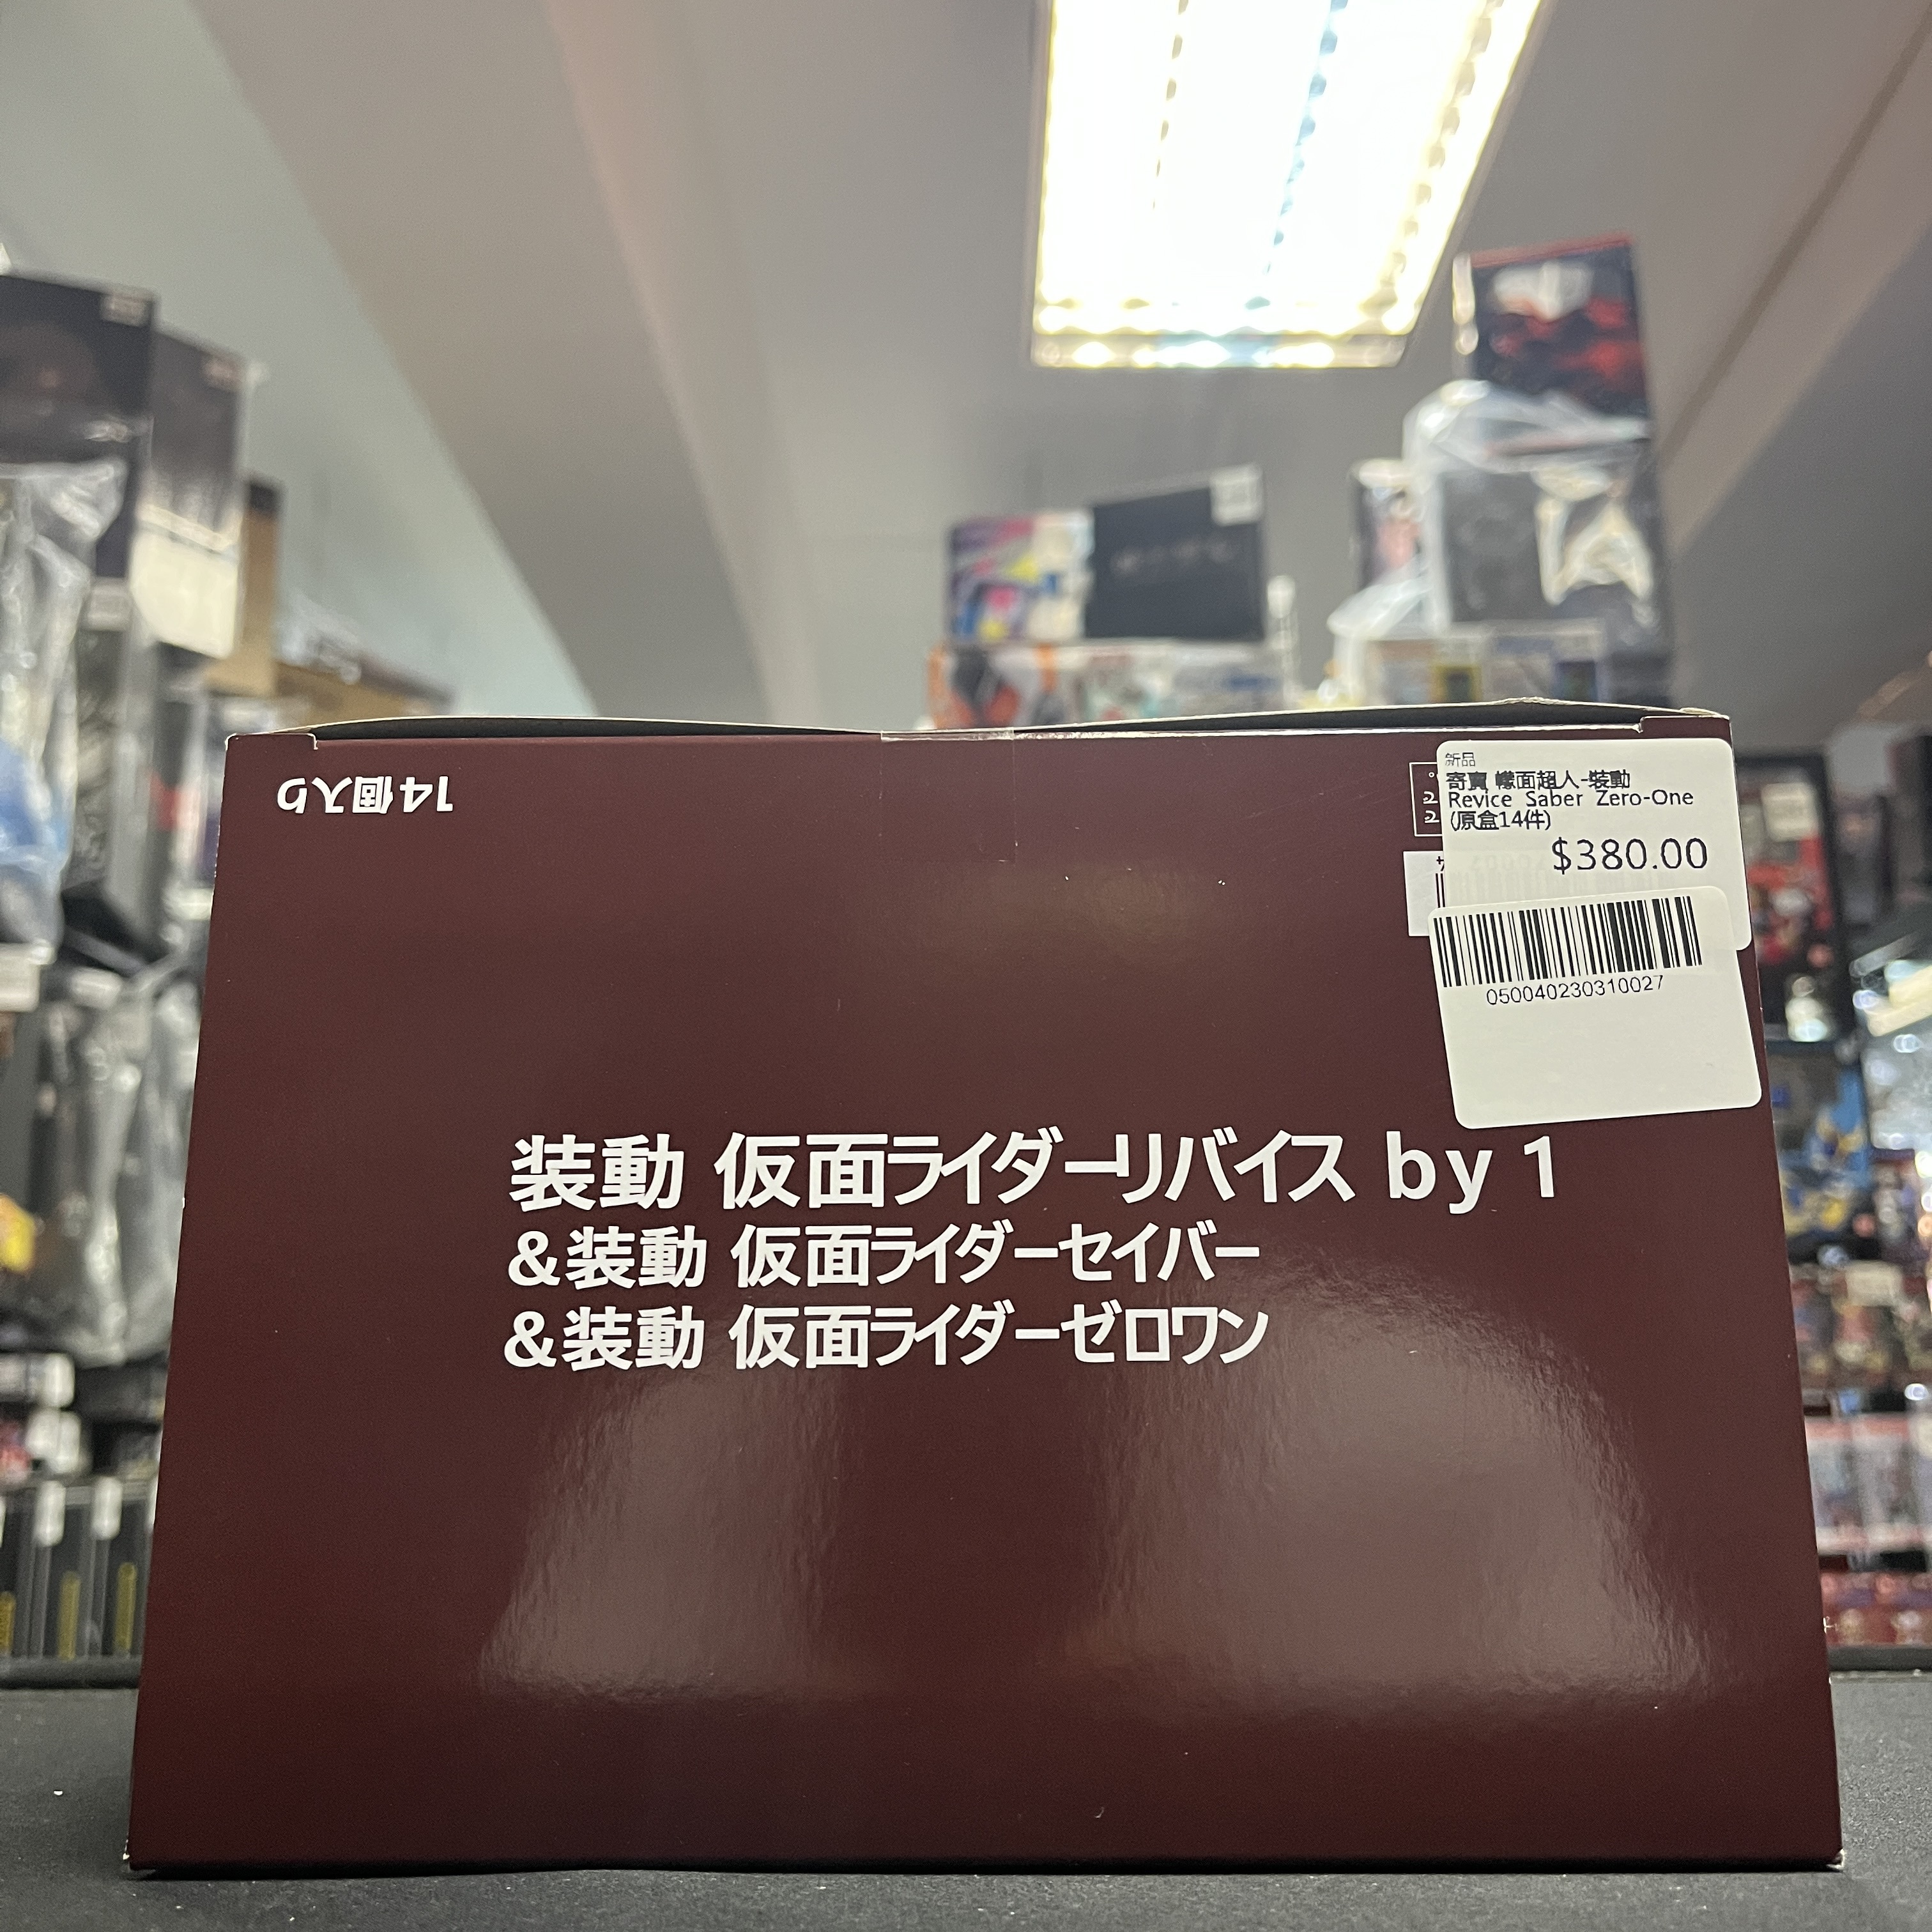 14個入り
新品
寄賣 幪面超人-裝動
Revice Saber Zero-One
(原盒14件)
$380.00
050040230310027
装動 仮面ライダーリバイス by 1
&装動 仮面ライダーセイバー
&装動 仮面ライダーゼロワン